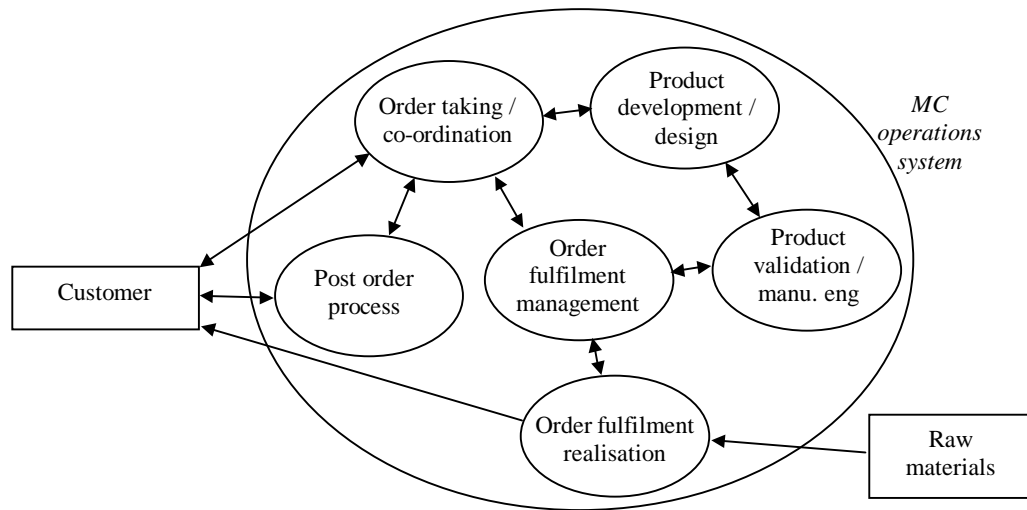 Order taking /
co-ordination
Product
development /
design
MC
operations
system
Customer
Post order
process
Order
fulfilment
management
Product
validation /
manu. eng
Order fulfilment
realisation
Raw
materials